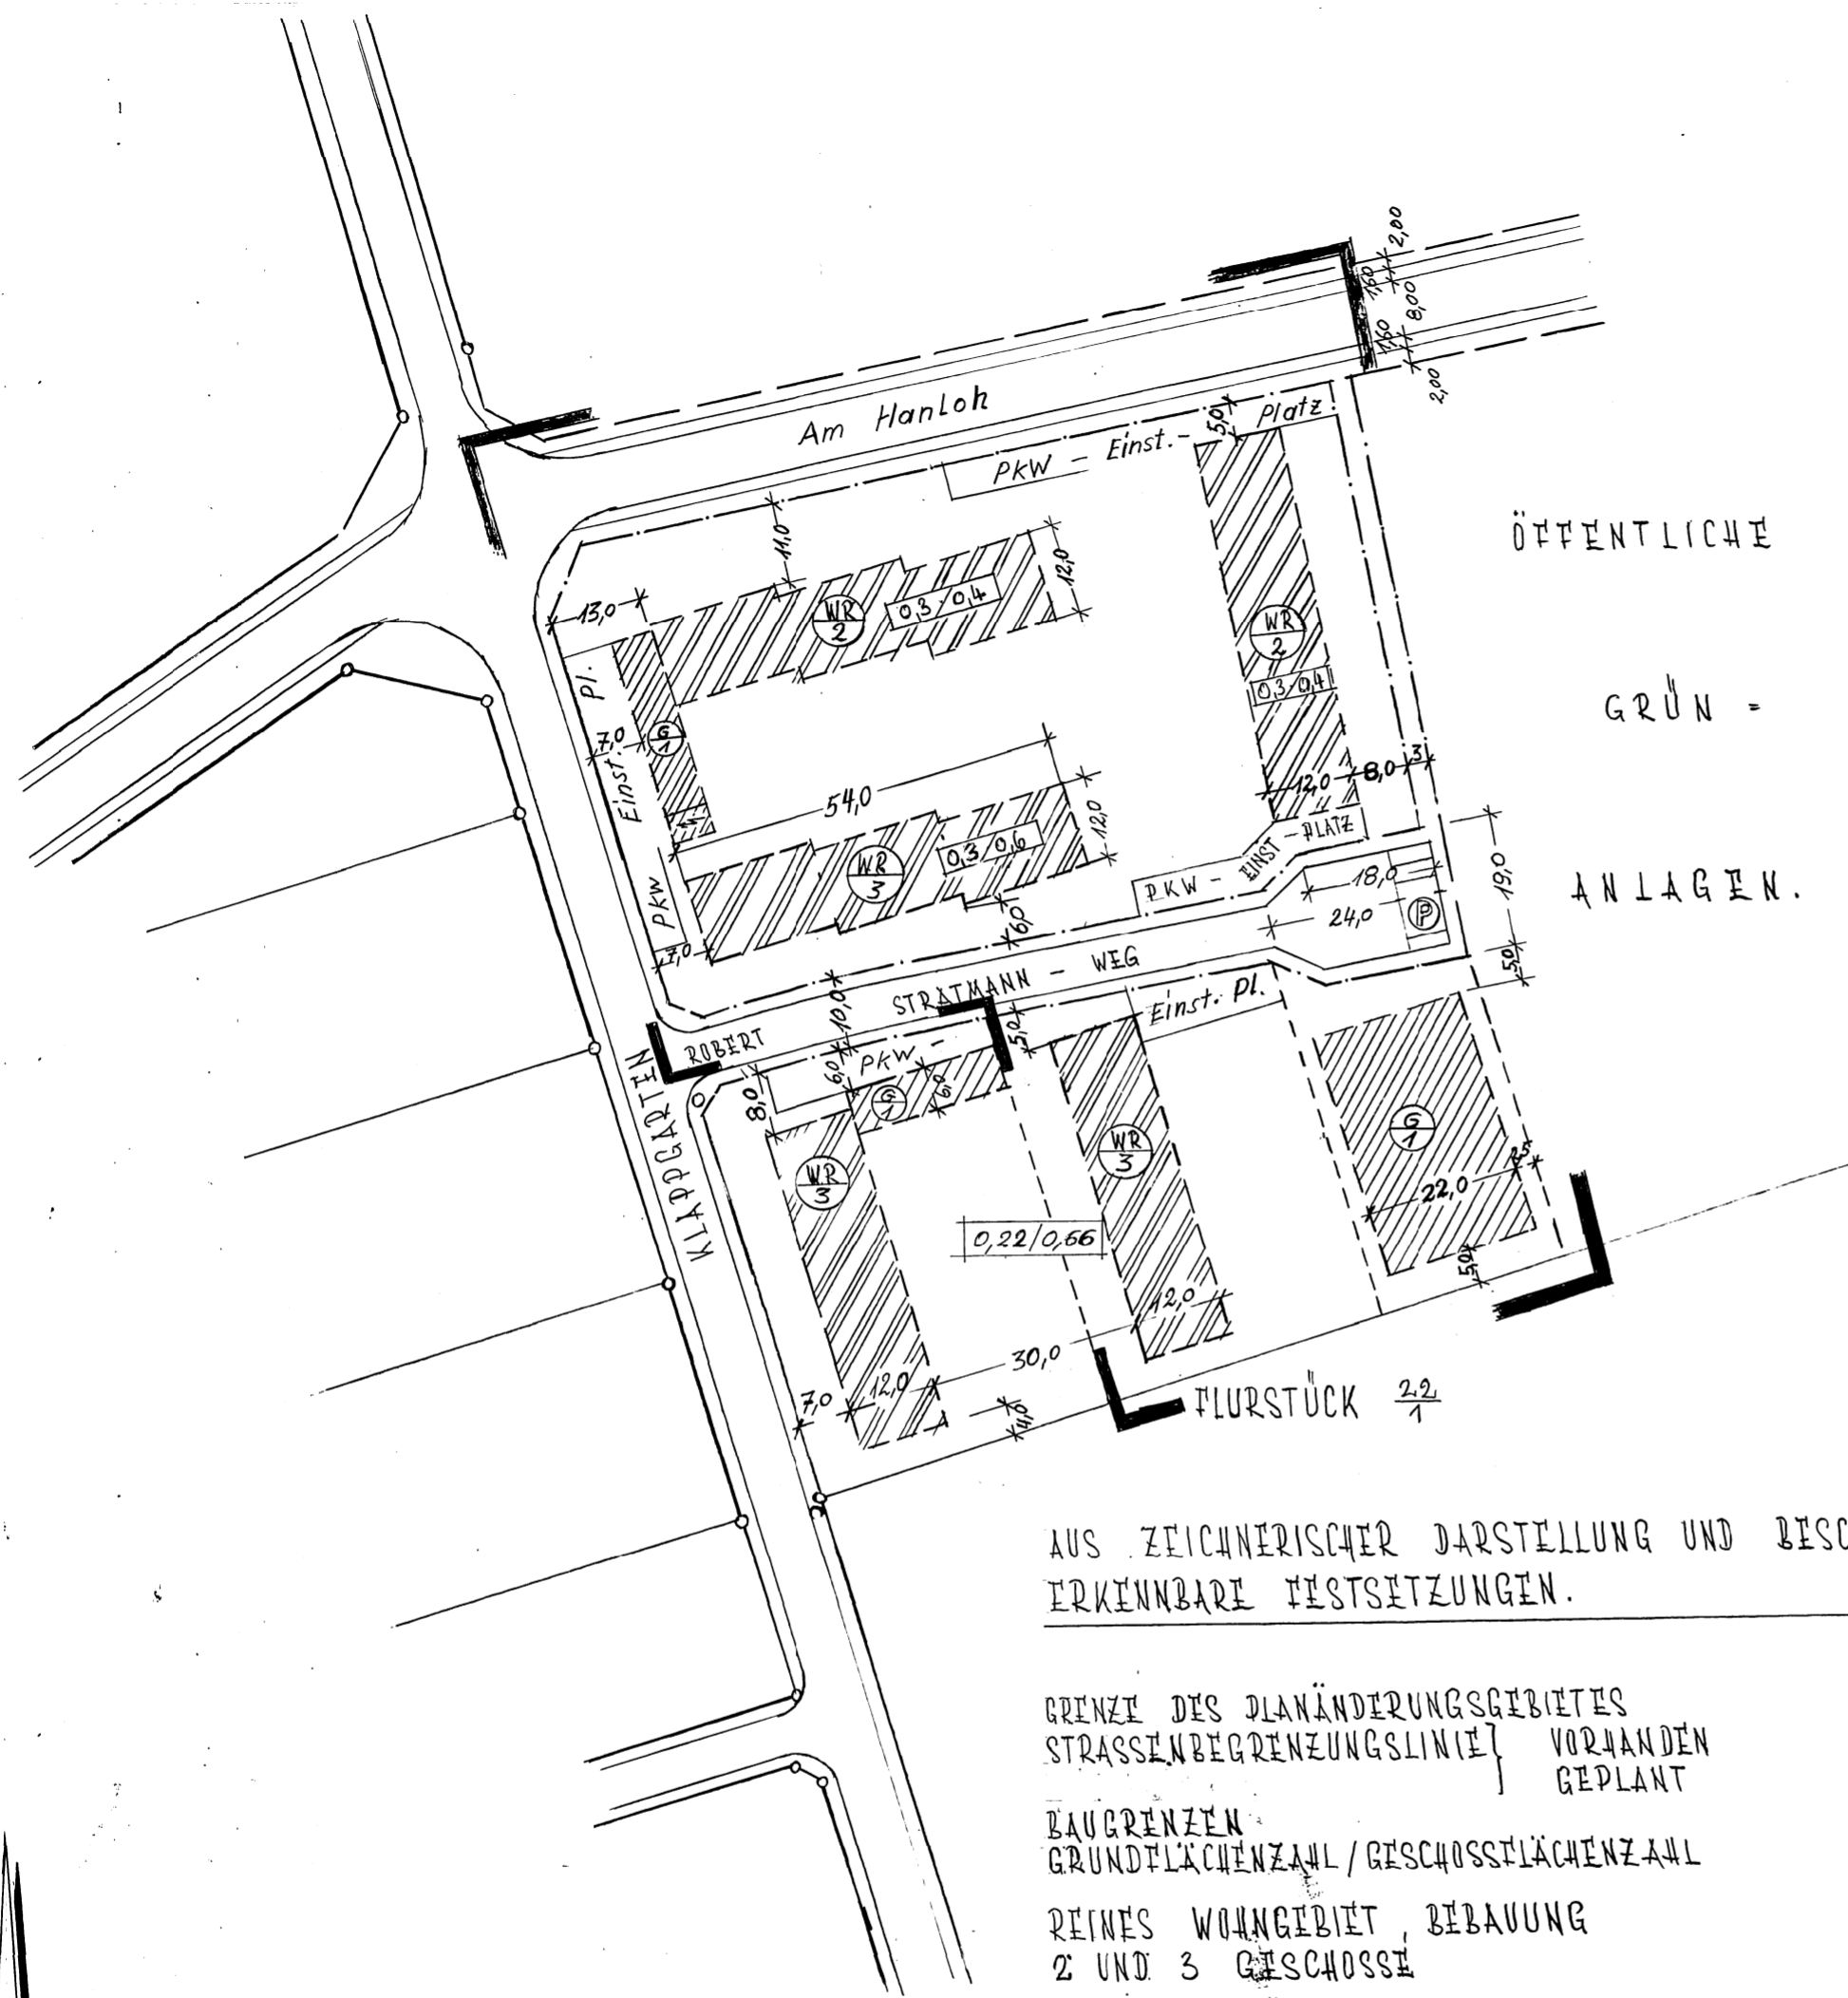 2,00
1,60
8,00
1,60
2,00
Am Hanloh
PKW - Einst.- Platz
5,0
11,0
12,0
13,0
WR
2
0.3/0,4
ÖFFENTLICHE
GRÜN =
ANLAGEN.
WR
2
0,3/0,4
PKW Einst. Pl.
7,0
G
1
54,0
12,0
8,0
3
12,0
WR
3
0,3/0,6
PKW - EINST - PLATZ
18,0
24,0
P
19,0
5,0
7,0
6,0
10,0
ROBERT STRATMANN - WEG
Einst. Pl.
PKW -
5,0
6,0
6,0
8,0
G
1
KLAPPGARTEN
WR
3
WR
3
G
1
22,0
2,5
5,0
0,22/0,66
12,0
30,0
12,0
7,0
4,0
FLURSTÜCK 22
1
AUS ZEICHNERISCHER DARSTELLUNG UND BESC
ERKENNBARE FESTSETZUNGEN.
GRENZE DES PLANÄNDERUNGSGEBIETES
STRASSENBEGRENZUNGSLINIE} VORHANDEN
GEPLANT
BAUGRENZEN
GRUNDFLÄCHENZAHL / GESCHOSSFLÄCHENZAHL
REINES WOHNGEBIET, BEBAUUNG
2 UND 3 GESCHOSSE